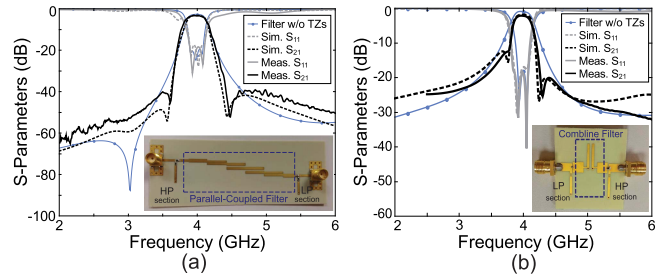 0
-20
-40
-60
-80
-100
S-Parameters (dB)
2
3
4
5
6
Frequency (GHz)
Filter w/o TZs
Sim. S11
Sim. S21
Meas. S11
Meas. S21
HP section
Parallel-Coupled Filter
LP section
(a)
0
-10
-20
-30
-40
-50
-60
S-Parameters (dB)
2
3
4
5
6
Frequency (GHz)
Filter w/o TZs
Sim. S11
Sim. S21
Meas. S11
Meas. S21
Combline Filter
LP section
HP section
(b)